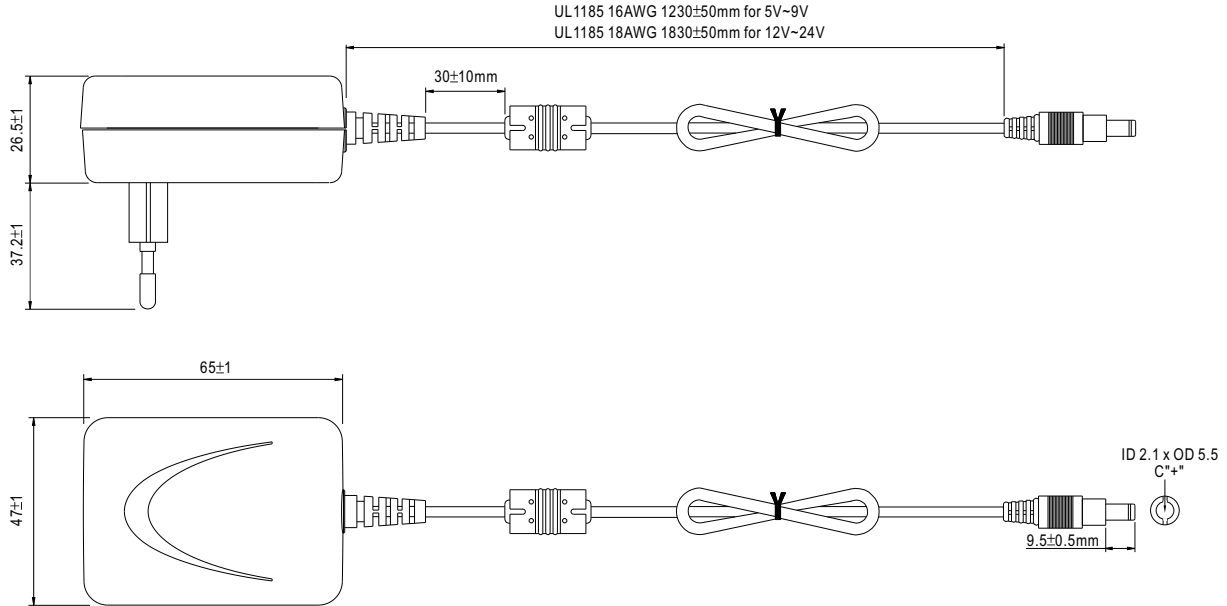 UL1185 16AWG 1230±50mm for 5V~9V
UL1185 18AWG 1830±50mm for 12V~24V
30±10mm
26.5±1
37.2±1
65±1
47±1
ID 2.1 x OD 5.5
C"+"
9.5±0.5mm